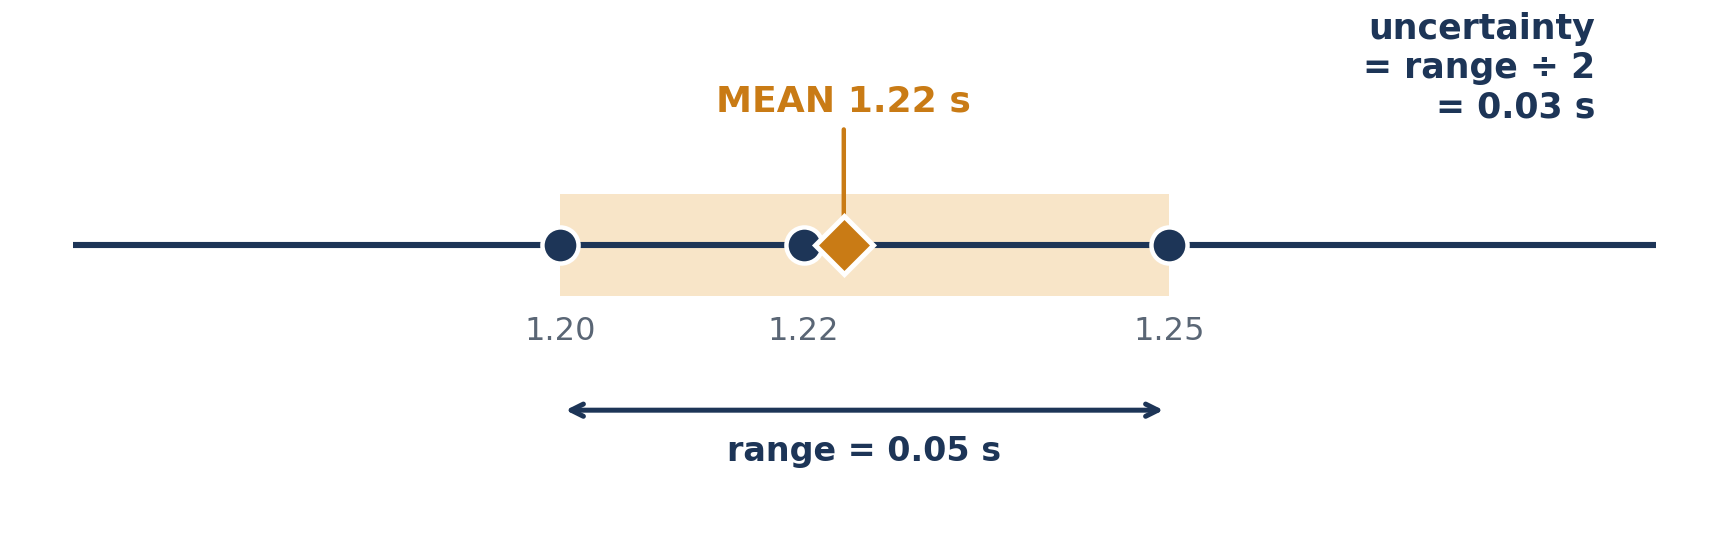 uncertainty
= range ÷ 2
= 0.03 s
MEAN 1.22 s
1.20
1.22
1.25
range = 0.05 s